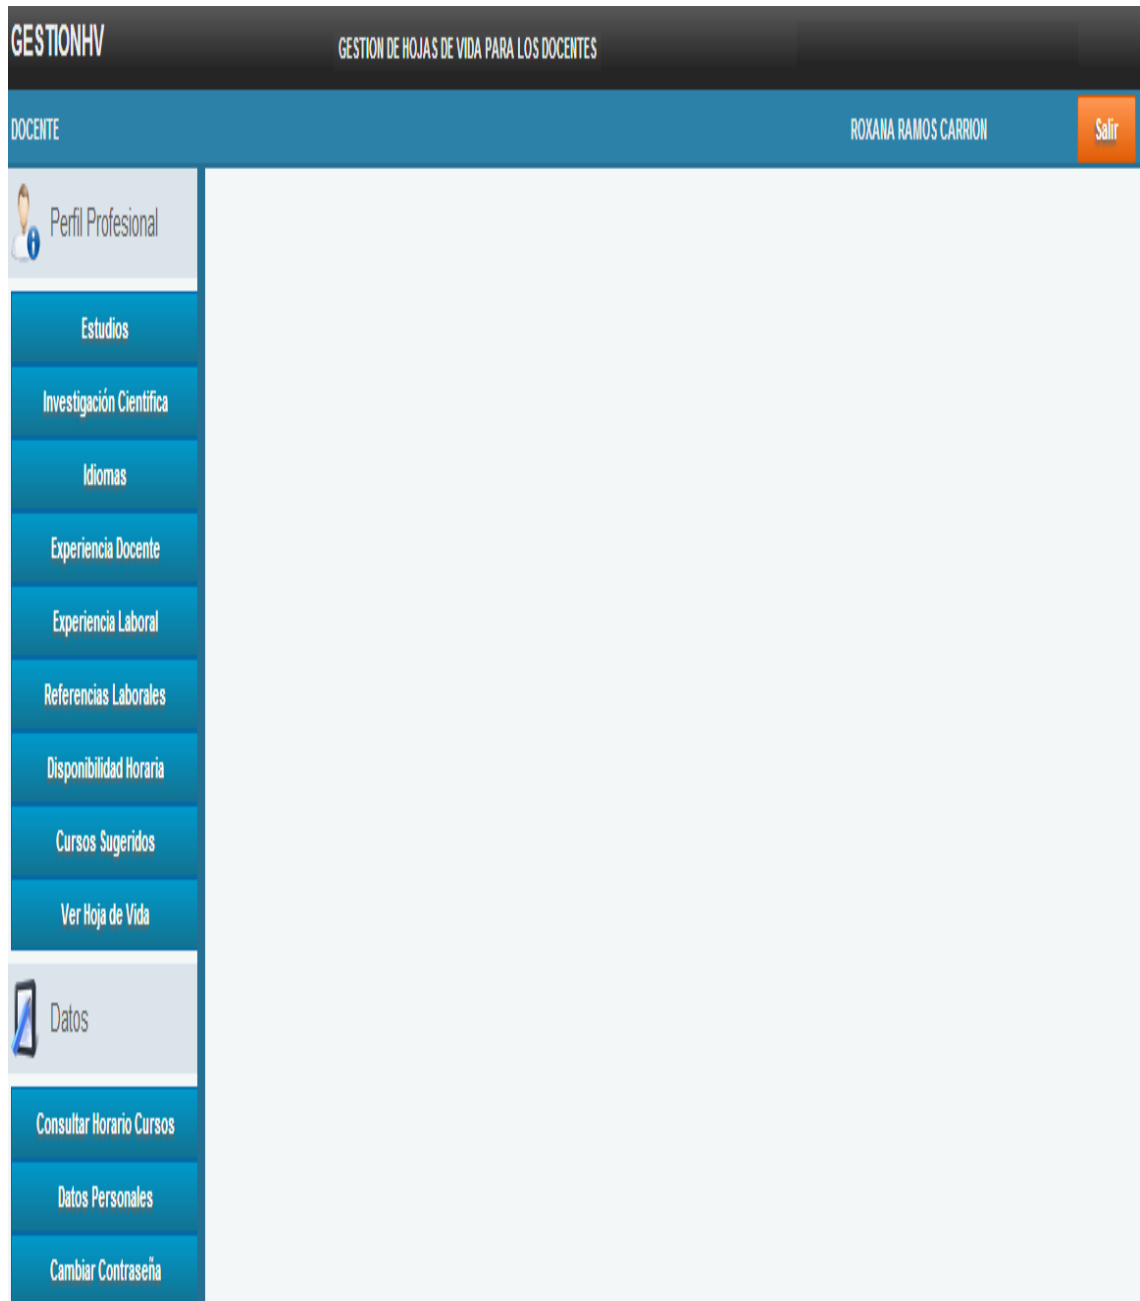 GESTIONHV
GESTION DE HOJAS DE VIDA PARA LOS DOCENTES
DOCENTE
ROXANA RAMOS CARRION
Salir
Perfil Profesional
Estudios
Investigación Cientifica
Idiomas
Experiencia Docente
Experiencia Laboral
Referencias Laborales
Disponibilidad Horaria
Cursos Sugeridos
Ver Hoja de Vida
Datos
Consultar Horario Cursos
Datos Personales
Cambiar Contraseña